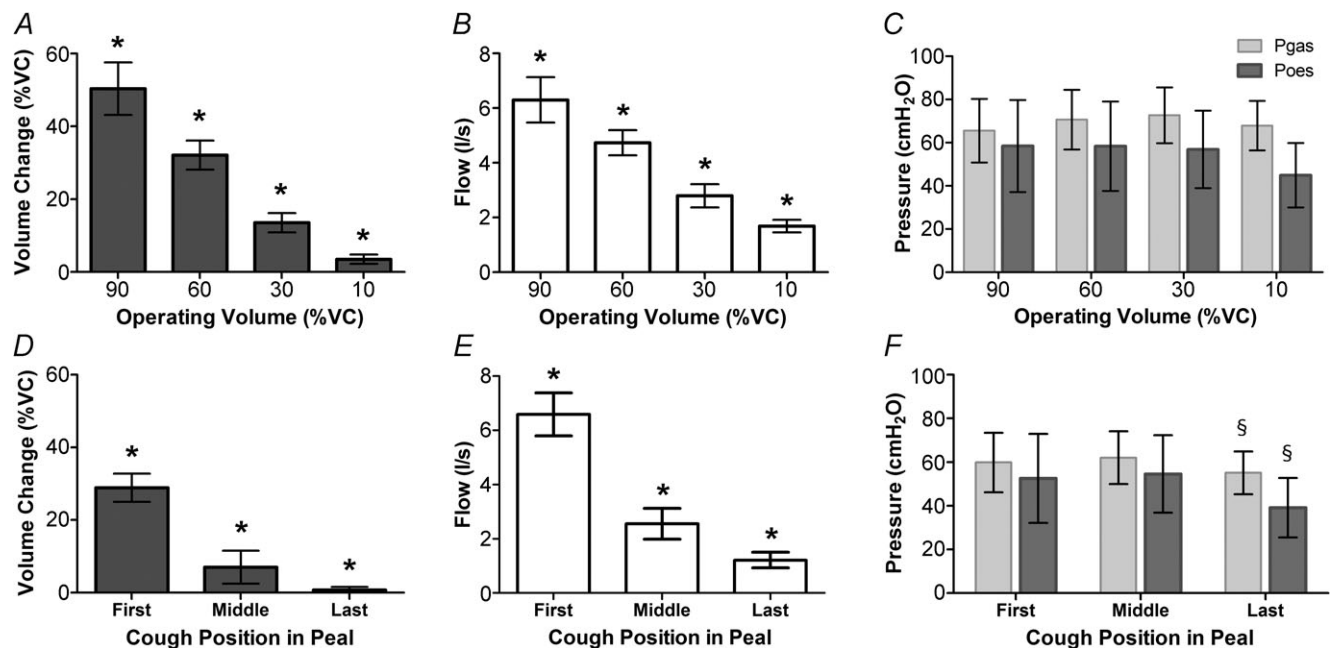 A
Volume Change (%VC)
60
40
20
0
* * * *
90 60 30 10
Operating Volume (%VC)
B
Flow (l/s)
8
6
4
2
0
* * * *
90 60 30 10
Operating Volume (%VC)
C
Pressure (cmH₂O)
100
80
60
40
20
0
Pgas
Poes
90 60 30 10
Operating Volume (%VC)
D
Volume Change (%VC)
60
40
20
0
* * *
First Middle Last
Cough Position in Peal
E
Flow (l/s)
8
6
4
2
0
* * *
First Middle Last
Cough Position in Peal
F
Pressure (cmH₂O)
100
80
60
40
20
0
§ §
First Middle Last
Cough Position in Peal